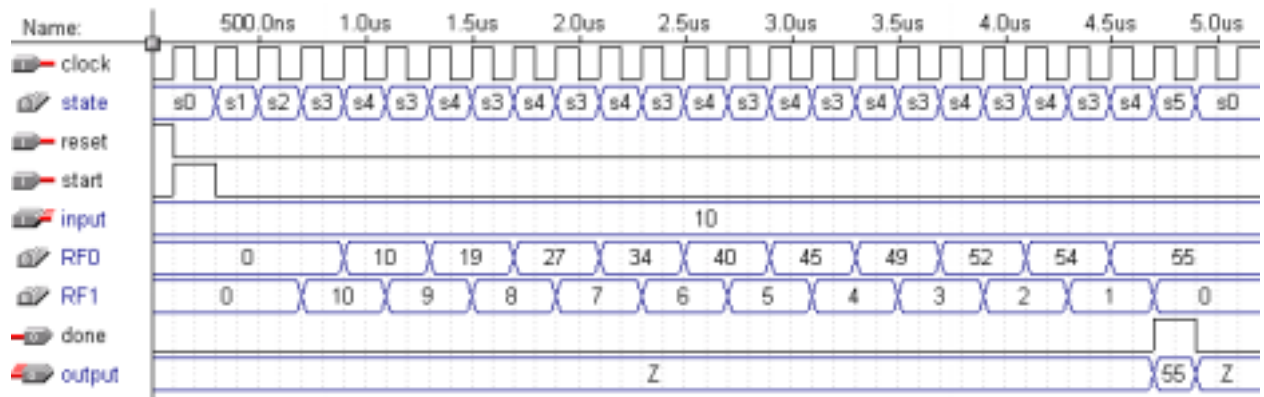 Name: 500.0ns 1.0us 1.5us 2.0us 2.5us 3.0us 3.5us 4.0us 4.5us 5.0us
clock
state s0 s1 s2 s3 s4 s3 s4 s3 s4 s3 s4 s3 s4 s3 s4 s3 s4 s3 s4 s3 s4 s3 s4 s5 s0
reset
start
input 10
RF0 0 10 19 27 34 40 45 49 52 54 55
RF1 0 10 9 8 7 6 5 4 3 2 1 0
done
output Z 55 Z